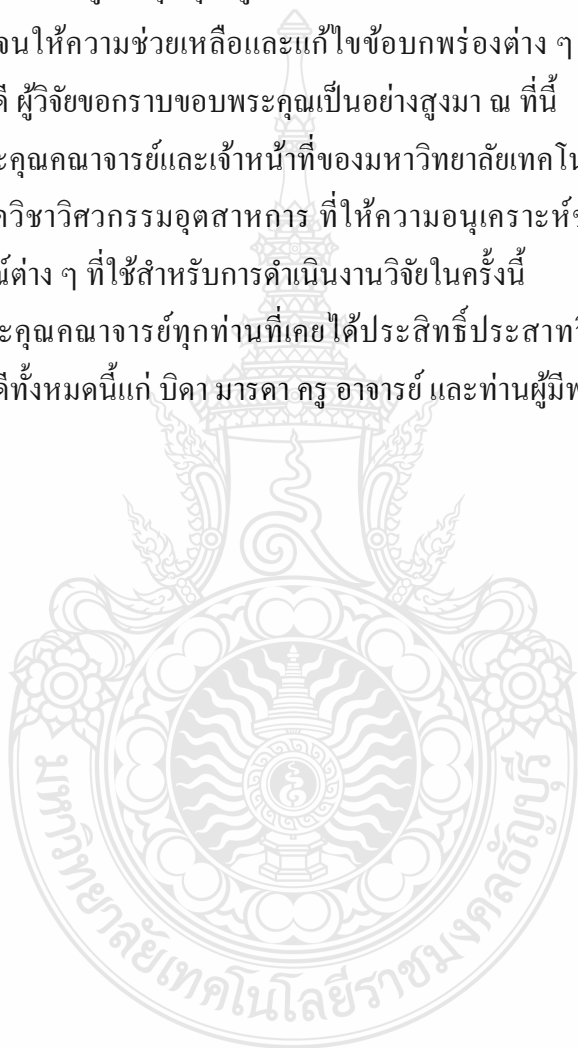 จนให้ความช่วยเหลือและแก้ไขข้อบกพร่องต่าง ๆ
ดี ผู้วิจัยขอกราบขอบพระคุณเป็นอย่างสูงมา ณ ที่นี้
ะคุณคณาจารย์และเจ้าหน้าที่ของมหาวิทยาลัยเทคโน
ควิชาวิศวกรรมอุตสาหการ ที่ให้ความอนุเคราะห์
ณ์ต่าง ๆ ที่ใช้สำหรับการดำเนินงานวิจัยในครั้งนี้
ะคุณคณาจารย์ทุกท่านที่เคยได้ประสิทธิ์ประสาทวิ
ดีทั้งหมดนี้แก่ บิดา มารดา ครู อาจารย์ และท่านผู้มีพ
มหาวิทยาลัยเทคโนโลยีราชมงคลธัญบุรี